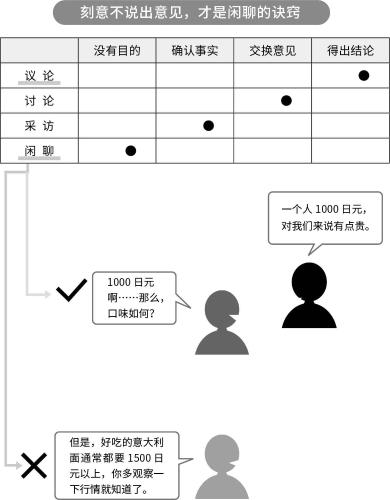 刻意不说出意见，才是闲聊的诀窍
没有目的 确认事实 交换意见 得出结论
议 论
讨 论
采 访
闲 聊
一个人 1000 日元，
对我们来说有点贵。
1000 日元
啊……那么，
口味如何？
但是，好吃的意大利
面通常都要 1500 日
元以上，你多观察一
下行情就知道了。